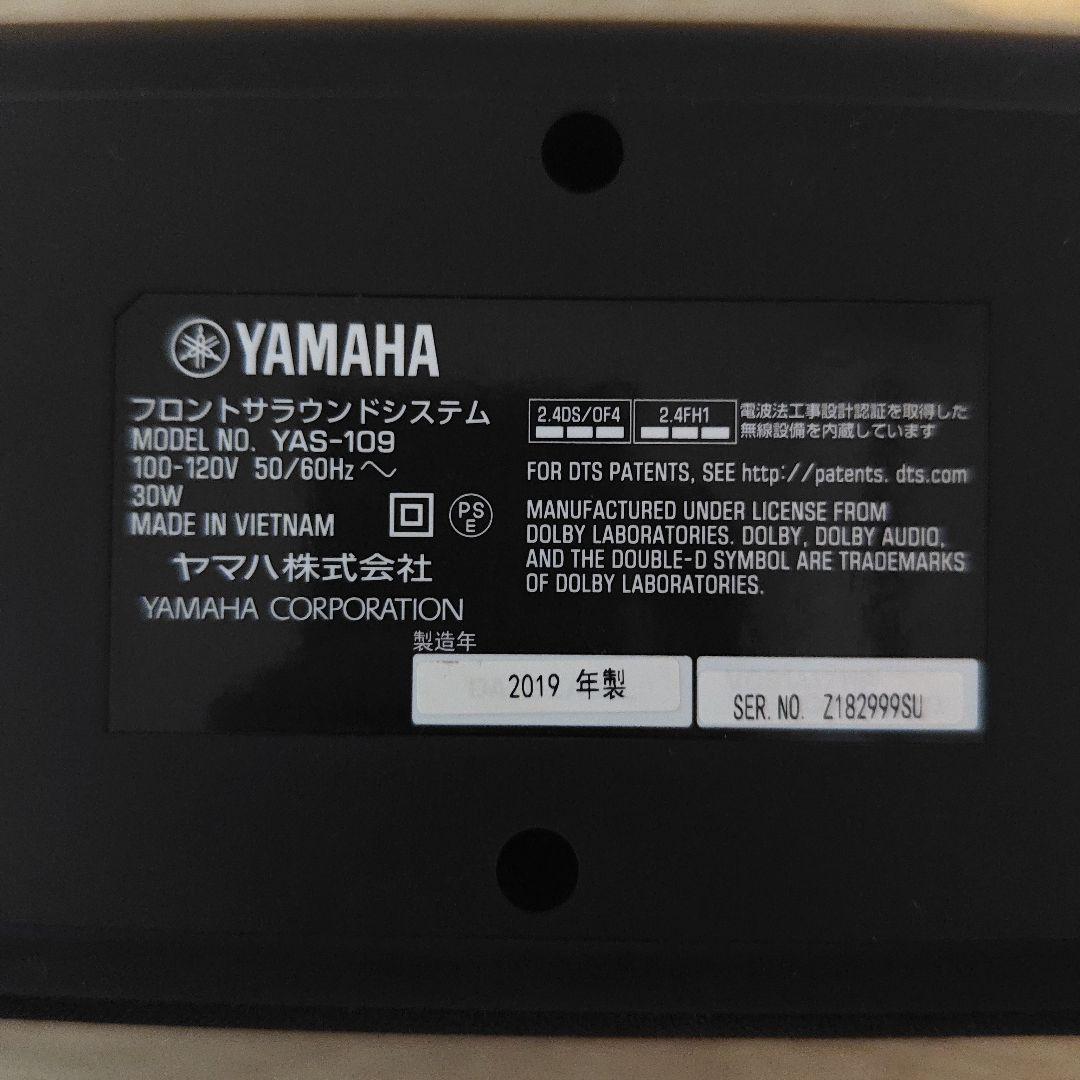 YAMAHA
フロントサラウンドシステム
MODEL NO. YAS-109
100-120V 50/60Hz
30W
MADE IN VIETNAM
PS
E
ヤマハ株式会社
YAMAHA CORPORATION
2.4DS/OF4
2.4FH1
電波法工事設計認証を取得した
無線設備を内蔵しています
FOR DTS PATENTS, SEE http://patents. dts.com
MANUFACTURED UNDER LICENSE FROM
DOLBY LABORATORIES. DOLBY, DOLBY AUDIO,
AND THE DOUBLE-D SYMBOL ARE TRADEMARKS
OF DOLBY LABORATORIES.
製造年
2019 年製
SER. NO. Z182999SU